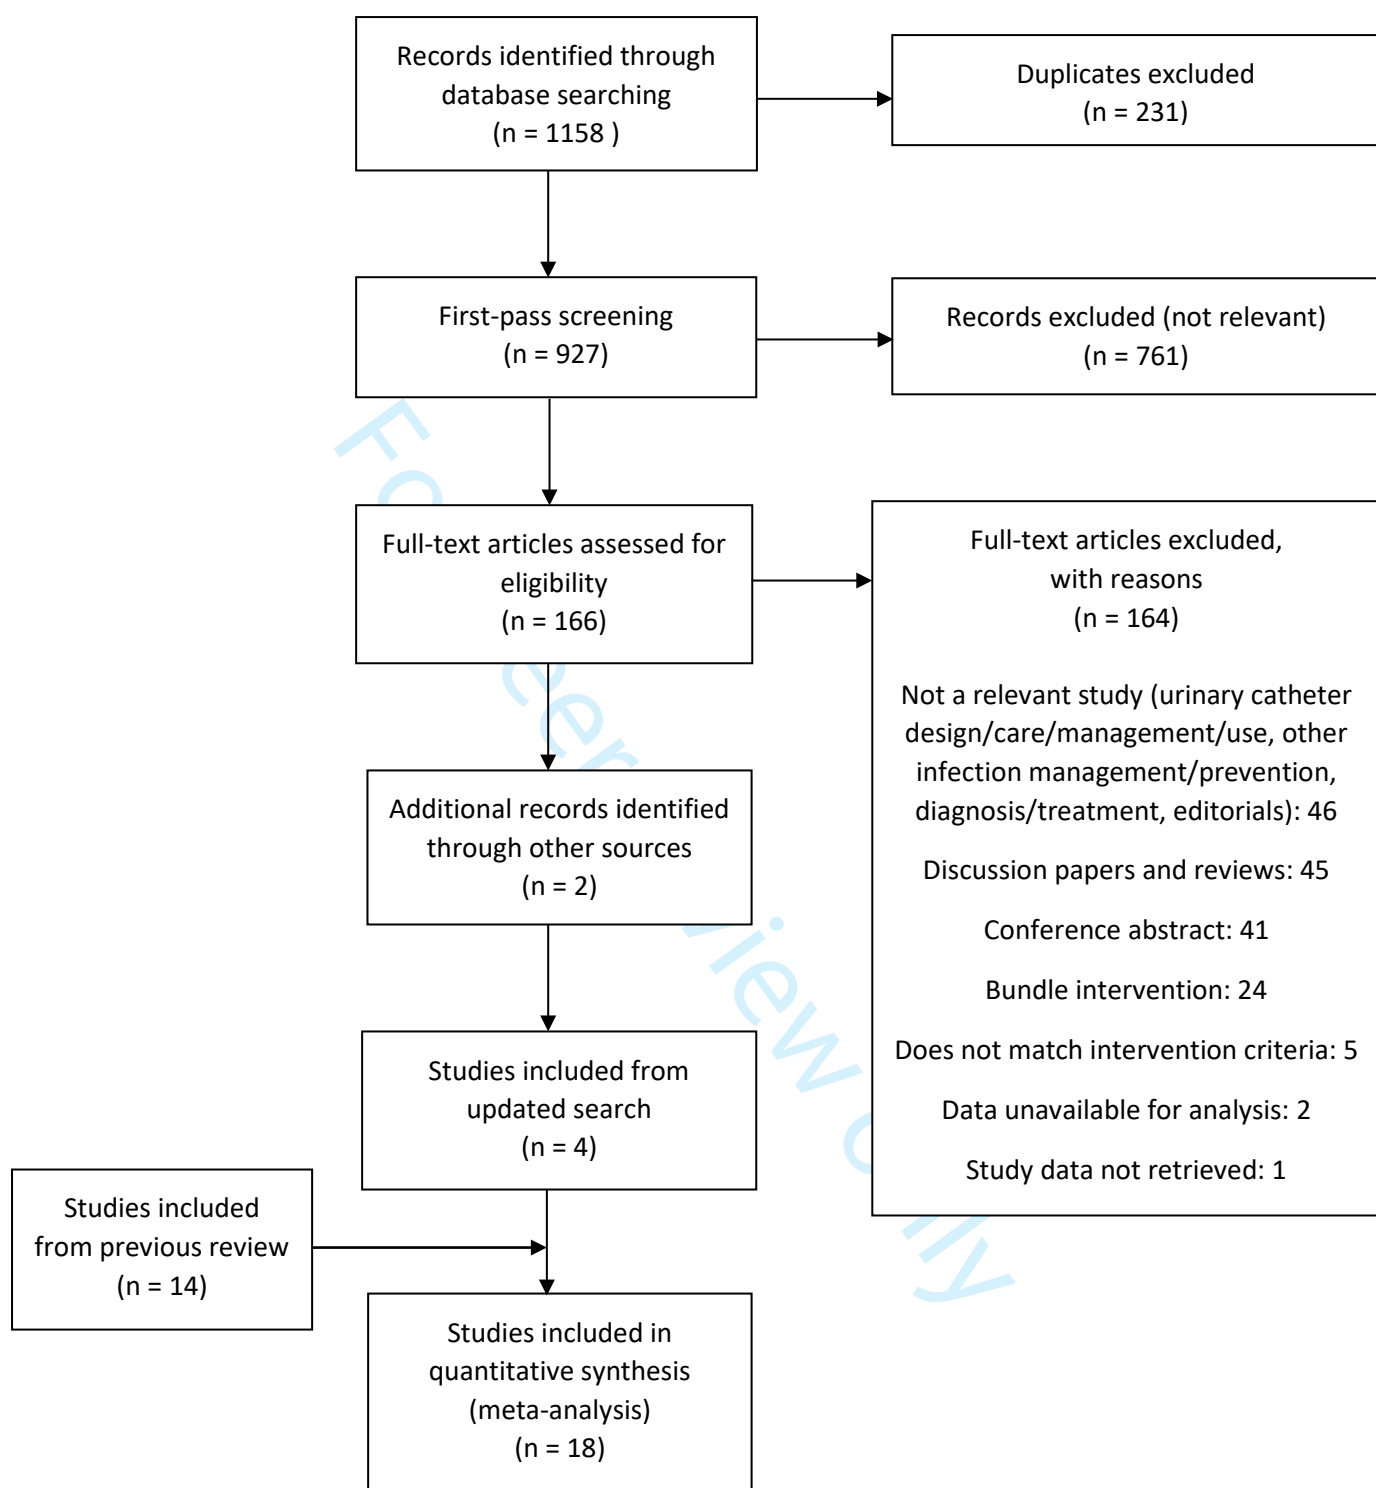 Records identified through
database searching
(n = 1158 )
Duplicates excluded
(n = 231)
First-pass screening
(n = 927)
Records excluded (not relevant)
(n = 761)
Full-text articles assessed for
eligibility
(n = 166)
Full-text articles excluded,
with reasons
(n = 164)
Not a relevant study (urinary catheter
design/care/management/use, other
infection management/prevention,
diagnosis/treatment, editorials): 46
Discussion papers and reviews: 45
Conference abstract: 41
Bundle intervention: 24
Does not match intervention criteria: 5
Data unavailable for analysis: 2
Study data not retrieved: 1
Additional records identified
through other sources
(n = 2)
Studies included from
updated search
(n = 4)
Studies included
from previous review
(n = 14)
Studies included in
quantitative synthesis
(meta-analysis)
(n = 18)